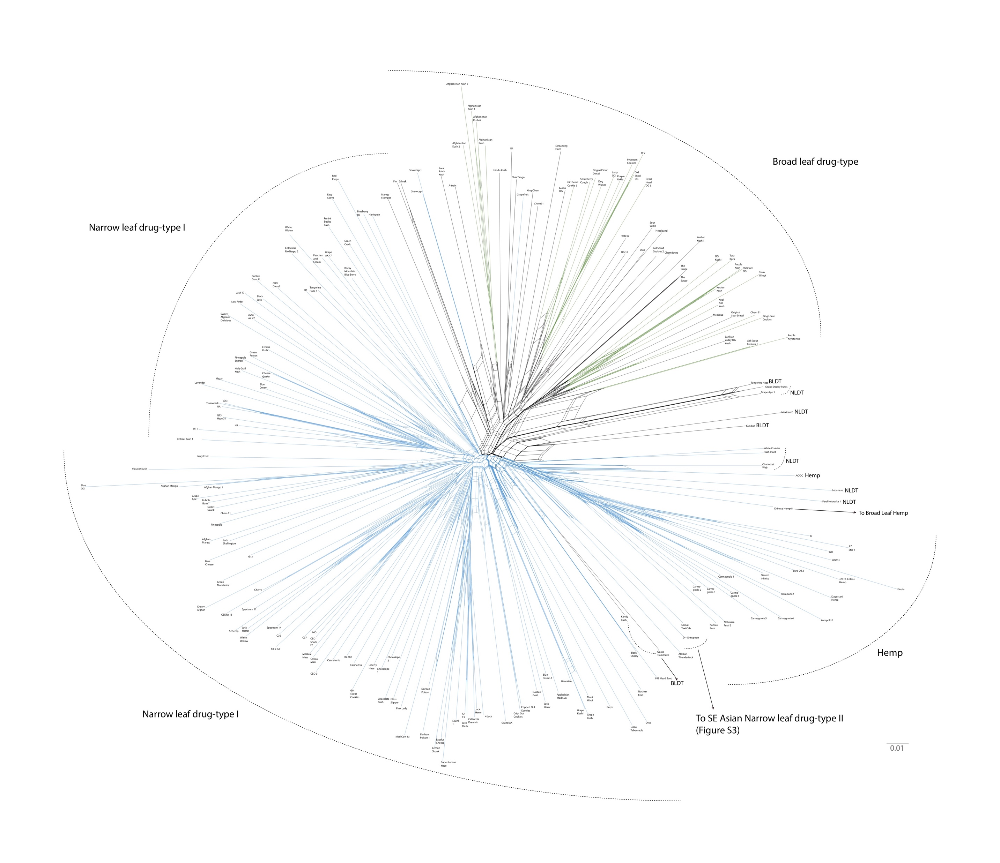 Afghanistan Kush 5
Afghanistan
Kush 1
Afghanistan
Kush 6
Afghanistan
Kush 2
Afghanistan
Kush
R4
Screaming
Haze
SFV
Phantom
Cookies
Broad leaf drug-type
Snowcap 1
Sour
Patch
Kush
Hindu Kush
Char Tango
Original Sour
Diesel
Larry
OG
Purple
Urkle
Old
Skool
OG
Dead
Head
OG 6
Red
Purps
Flo
Sshrek
A-train
Snowcap
Grapefruit
King Chem
Chem91
Guido
OG
Girl Scout
Cookie 6
Strawberry
Cough
Dog
Walker
Easy
Sativa
Mango
Stomper
Blueberry
DJ
Harlequin
Pre 98
Bubba
Kush
Narrow leaf drug-type I
White
Widow
Green
Crack
Colombia
Rio Negro 2
Peaches
and
Cream
Grape
AK 47
Rocky
Mountain
Blue Berry
Sour
Willie
Headband
WAF B
Kosher
Kush 1
OG 18
OGK
Girl Scout
Cookies 2
Chemdawg
OG
Kush 1
Tora
Bora
The
Sauce
Purple
Kush
Platinum
OG
Train
Wreck
The
Sauce
Kosher
Kush
Kool
Aid
Kush
Medibud
Original
Sour Diesel
Chem 91
King Louie
Cookies
SanFran
Valley OG
Kush
Girl Scout
Cookies 1
Purple
Kryptonite
Bubble
Gum XL
CBD
Diesel
B5
Tangerine
Haze 1
Jack 47
Black
Jack
Low Ryder
Sweet
Afghani
Delicious
Auto
AK 47
Critical
Kush
Green
Poison
Pineapple
Express
Holy Grail
Kush
Cheese
Quake
Mazar
Lavender
Blue
Dream
Trainwreck
G13
NA
G13
Haze 31
H5
H11
Critical Kush 1
Juicy Fruit
Violator Kush
Tangerine Haze BLDT
Grand Daddy Purps
Grape Ape 1
NLDT
Mexican E NLDT
Kunduz BLDT
White Cookies
Hash Plant
NLDT
Charlotte's
Web
AC/DC Hemp
Lebanese NLDT
Feral Nebraska 1 NLDT
Chinese Hemp 8
To Broad Leaf Hemp
Blue
OG
Afghan Mango
Afghan Mango 1
Grape
Ape
Bubble
Gum
Sweet
Skunk
Chem 91
Pineapple
Afghan
Mango
Jack
Skellington
G13
Blue
Cheese
Green
Mandarine
Cherry
Cherry
Afghan
CBDRx 18
Spectrum 11
Schemp
Jack
Herrer
White
Widow
Spectrum 14
C36
R4-2-A2
C37
MO
CBD
Shark
F6
Medical
Mass
Critical
Mass
CBD 0
Cannatonic
BC HQ
Canna Tsu
Liberty
Haze
Chocolope
1
Chocolope
2
J7
AZ
Star 1
J20
USO31
Euro Oil 2
Siever's
Infinity
Carmagnola 1
J28 Ft. Collins
Hemp
Finola
Carma-
gnola 2
Carma-
gnola 3
Carma-
gnola 6
Kompolti 2
Dagestani
Hemp
Carmagnola 5
Carmagnola 4
Kompolti 1
Kandy
Kush
Somali
Taxi Cab
Kansas
Feral
Nebraska
Feral 3
Dr -Grinspoon
Black
Cherry
Goast
Train Haze
Alaskan
Thunderfuck
Hemp
818 Head Band
BLDT
Narrow leaf drug-type I
Girl
Scout
Cookies
Chocolate
Kush
Glass
Slipper
Pink Lady
Durban
Poison
Mad Cow 33
Durban
Poison 1
Exodus
Cheese
Lemon
Skunk
Super Lemon
Haze
Skunk
1
XJ
13
Jack
Flash
Jack
Herer
California
Dreamin
4 Jack
Grand AK
Cript Out
Cookies
Cripped Out
Cookies
Golden
Goat
Blue
Dream 1
Jack
Herer
Apalachian
Mad Sun
Hawaiian
Grape
Kush 1
Maui
Waui
Grape
Kush
Purps
Nuclear
Fruit
Lions
Tabernacle
Otto
To SE Asian Narrow leaf drug-type II
(Figure S3)
0.01